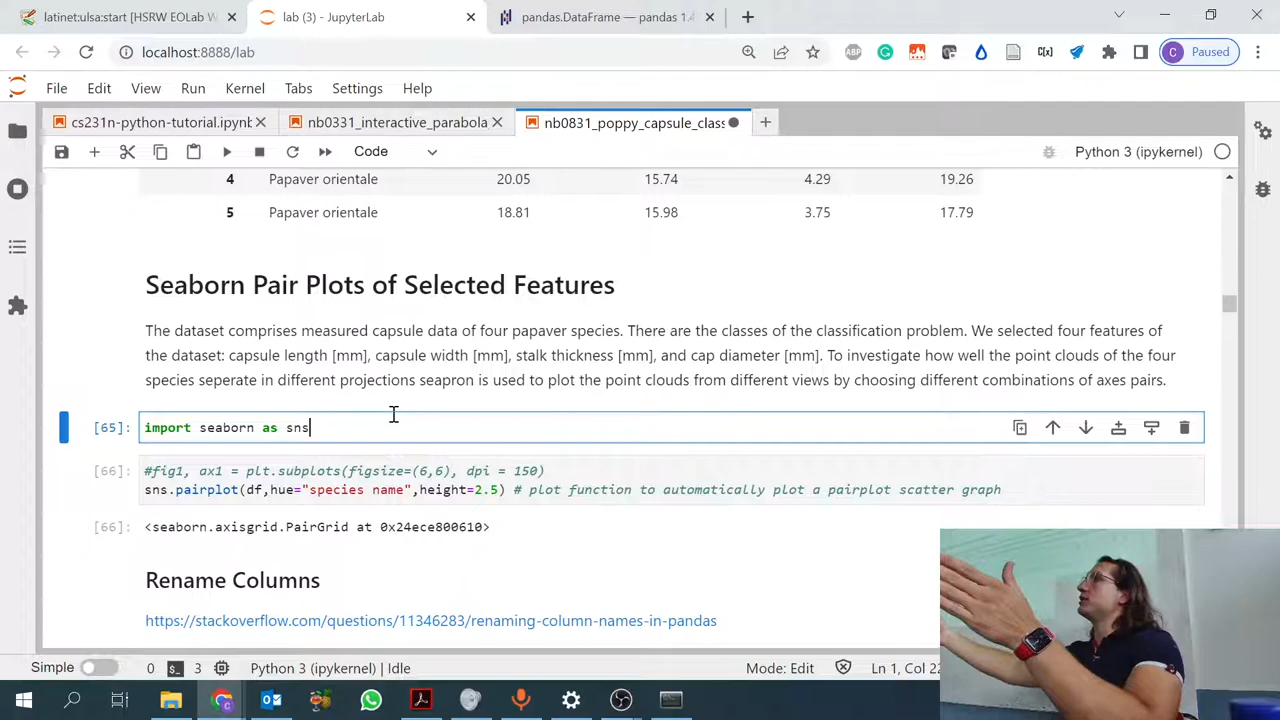 latinet:ulsa:start [HSRW EOLab W
lab (3) - JupyterLab
pandas.DataFrame — pandas 1.4
localhost:8888/lab
ABP
C[x]
C Paused
File Edit View Run Kernel Tabs Settings Help
cs231n-python-tutorial.ipynb
nb0331_interactive_parabola
nb0831_poppy_capsule_class
Code
Python 3 (ipykernel)
4 Papaver orientale 20.05 15.74 4.29 19.26
5 Papaver orientale 18.81 15.98 3.75 17.79
Seaborn Pair Plots of Selected Features
The dataset comprises measured capsule data of four papaver species. There are the classes of the classification problem. We selected four features of
the dataset: capsule length [mm], capsule width [mm], stalk thickness [mm], and cap diameter [mm]. To investigate how well the point clouds of the four
species seperate in different projections seapron is used to plot the point clouds from different views by choosing different combinations of axes pairs.
[65]: import seaborn as sns
[66]: #fig1, ax1 = plt.subplots(figsize=(6,6), dpi = 150)
sns.pairplot(df,hue="species name",height=2.5) # plot function to automatically plot a pairplot scatter graph
[66]: <seaborn.axisgrid.PairGrid at 0x24ece800610>
Rename Columns
https://stackoverflow.com/questions/11346283/renaming-column-names-in-pandas
Simple 0 3 Python 3 (ipykernel) | Idle Mode: Edit Ln 1, Col 22